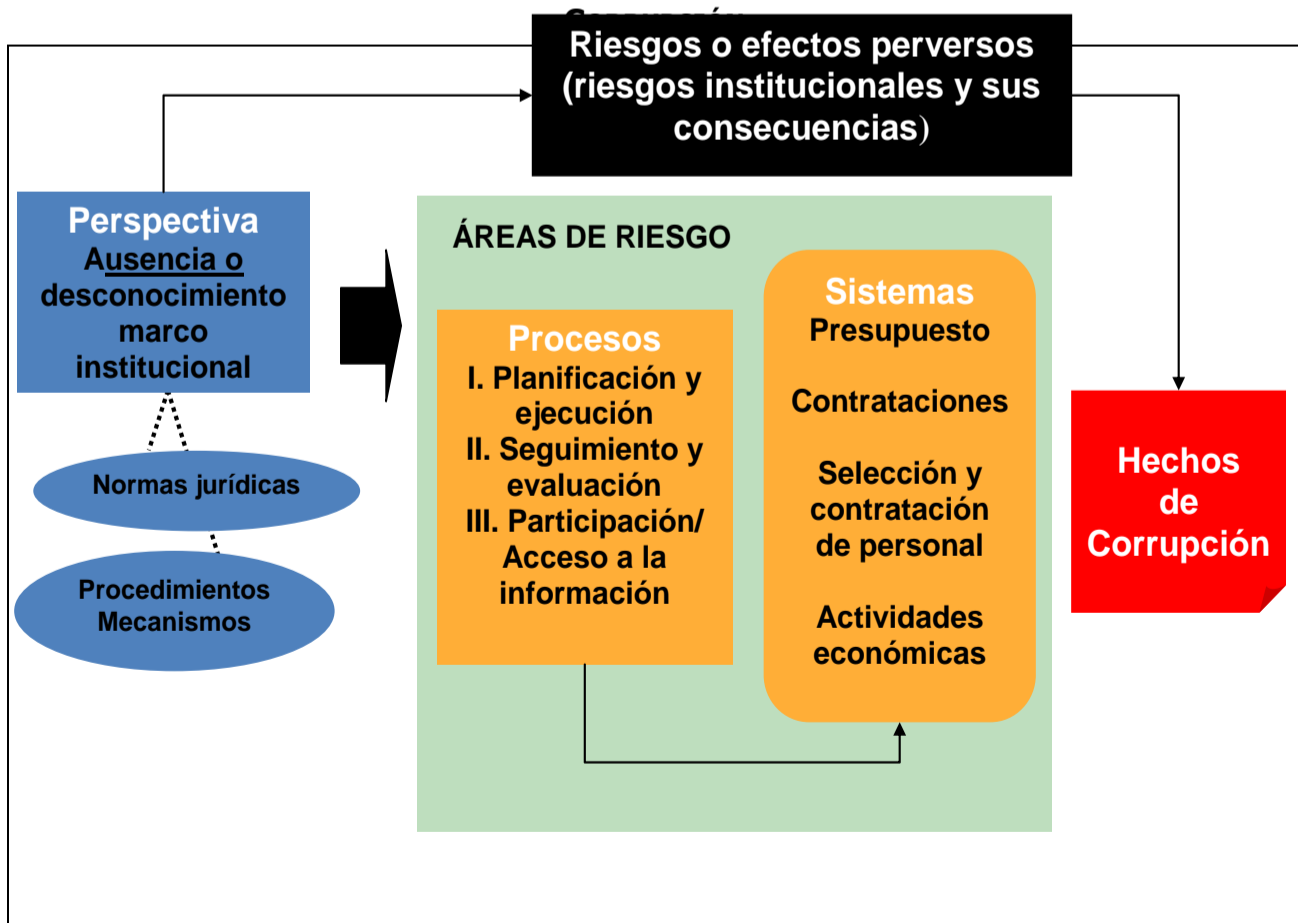 Riesgos o efectos perversos
(riesgos institucionales y sus
consecuencias)
Perspectiva
Ausencia o
desconocimiento
marco
institucional
Normas jurídicas
Procedimientos
Mecanismos
ÁREAS DE RIESGO
Procesos
I. Planificación y
ejecución
II. Seguimiento y
evaluación
III. Participación/
Acceso a la
información
Sistemas
Presupuesto
Contrataciones
Selección y
contratación
de personal
Actividades
económicas
Hechos
de
Corrupción